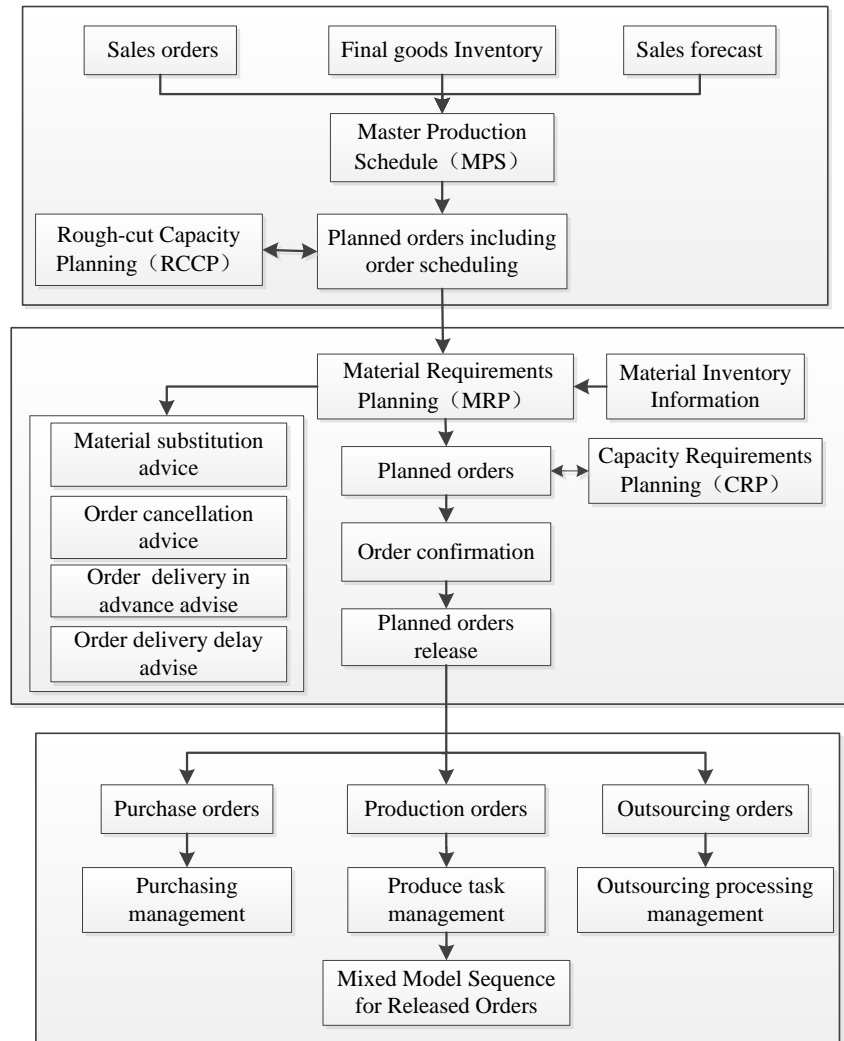 Sales orders
Final goods Inventory
Sales forecast
Master Production
Schedule（MPS）
Rough-cut Capacity
Planning（RCCP）
Planned orders including
order scheduling
Material Requirements
Planning（MRP）
Material Inventory
Information
Material substitution
advice
Order cancellation
advice
Order  delivery in
advance advise
Order delivery delay
advise
Planned orders
Capacity Requirements
Planning（CRP）
Order confirmation
Planned orders
release
Purchase orders
Production orders
Outsourcing orders
Purchasing
management
Produce task
management
Outsourcing processing
management
Mixed Model Sequence
for Released Orders